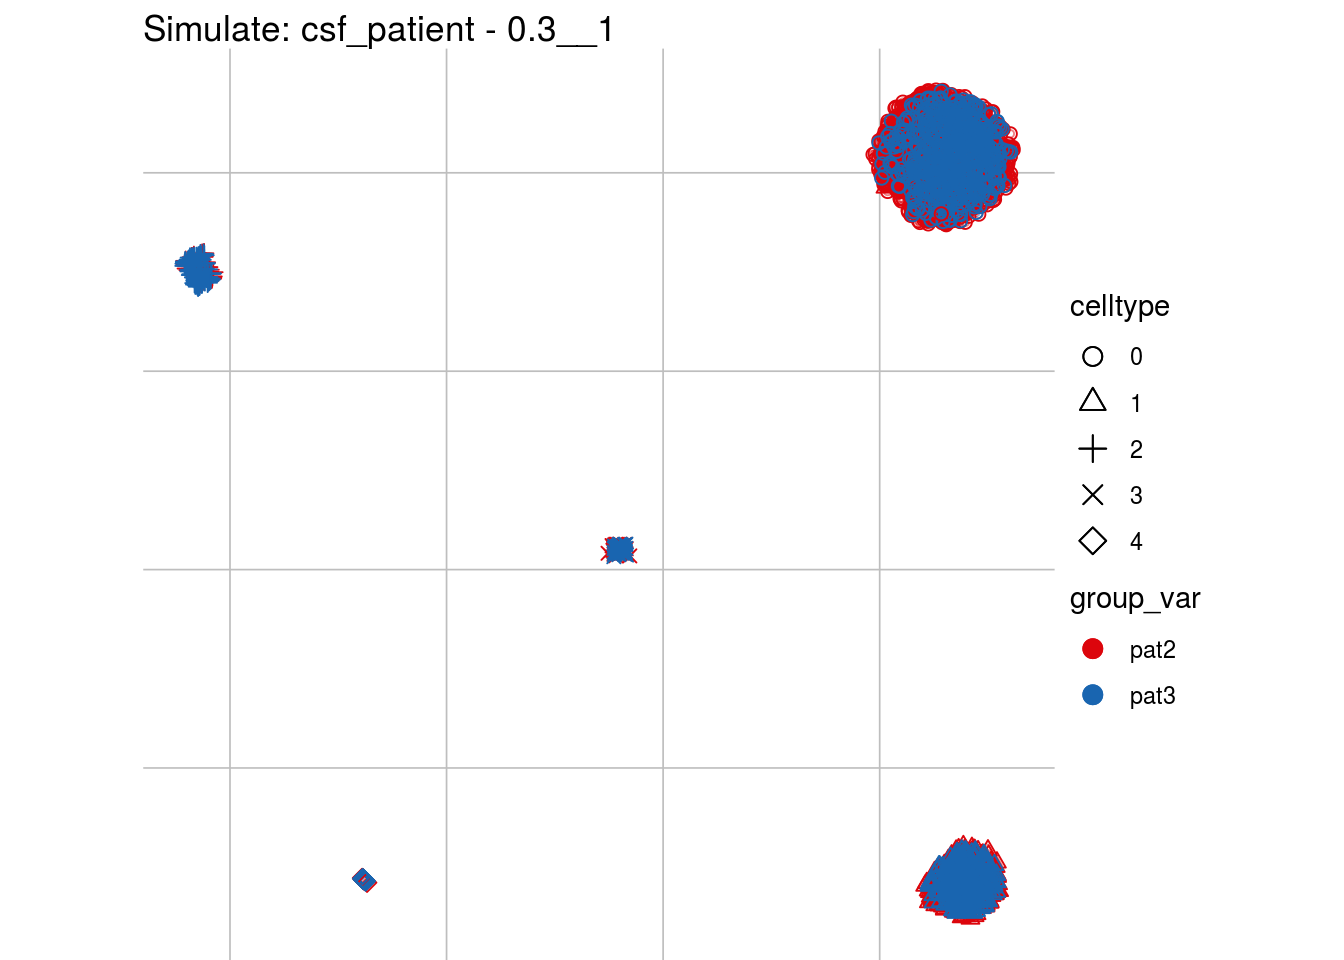 Simulate: csf_patient - 0.3__1
celltype
0
1
2
3
4
group_var
pat2
pat3